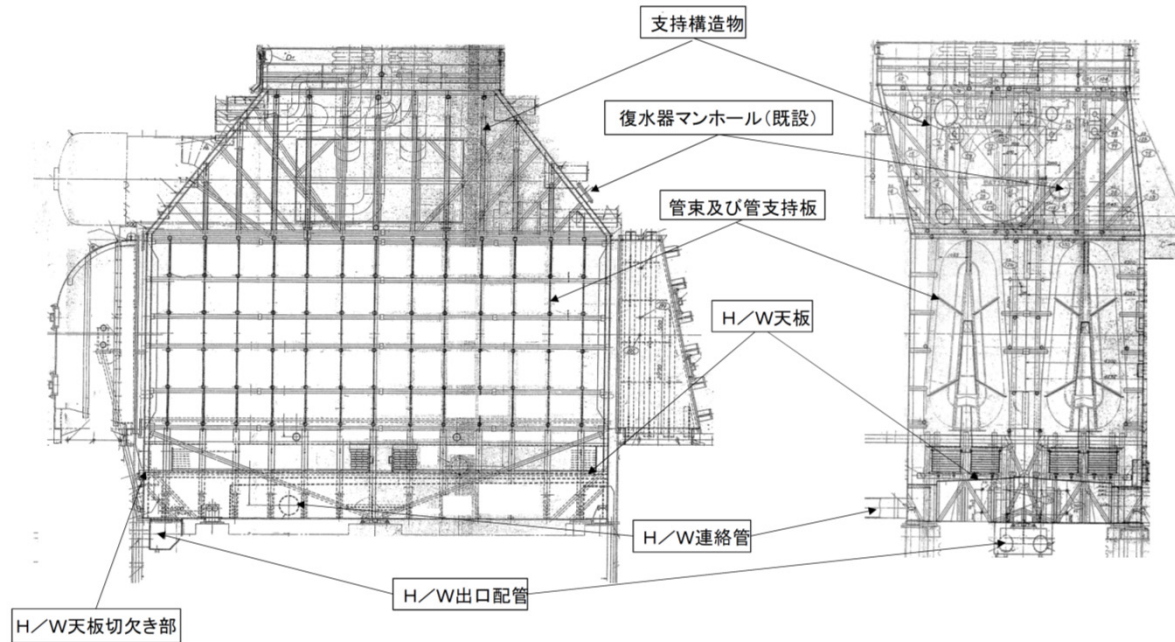 支持構造物
復水器マンホール（既設）
管束及び管支持板
H／W天板
H／W連絡管
H／W出口配管
H／W天板切欠き部